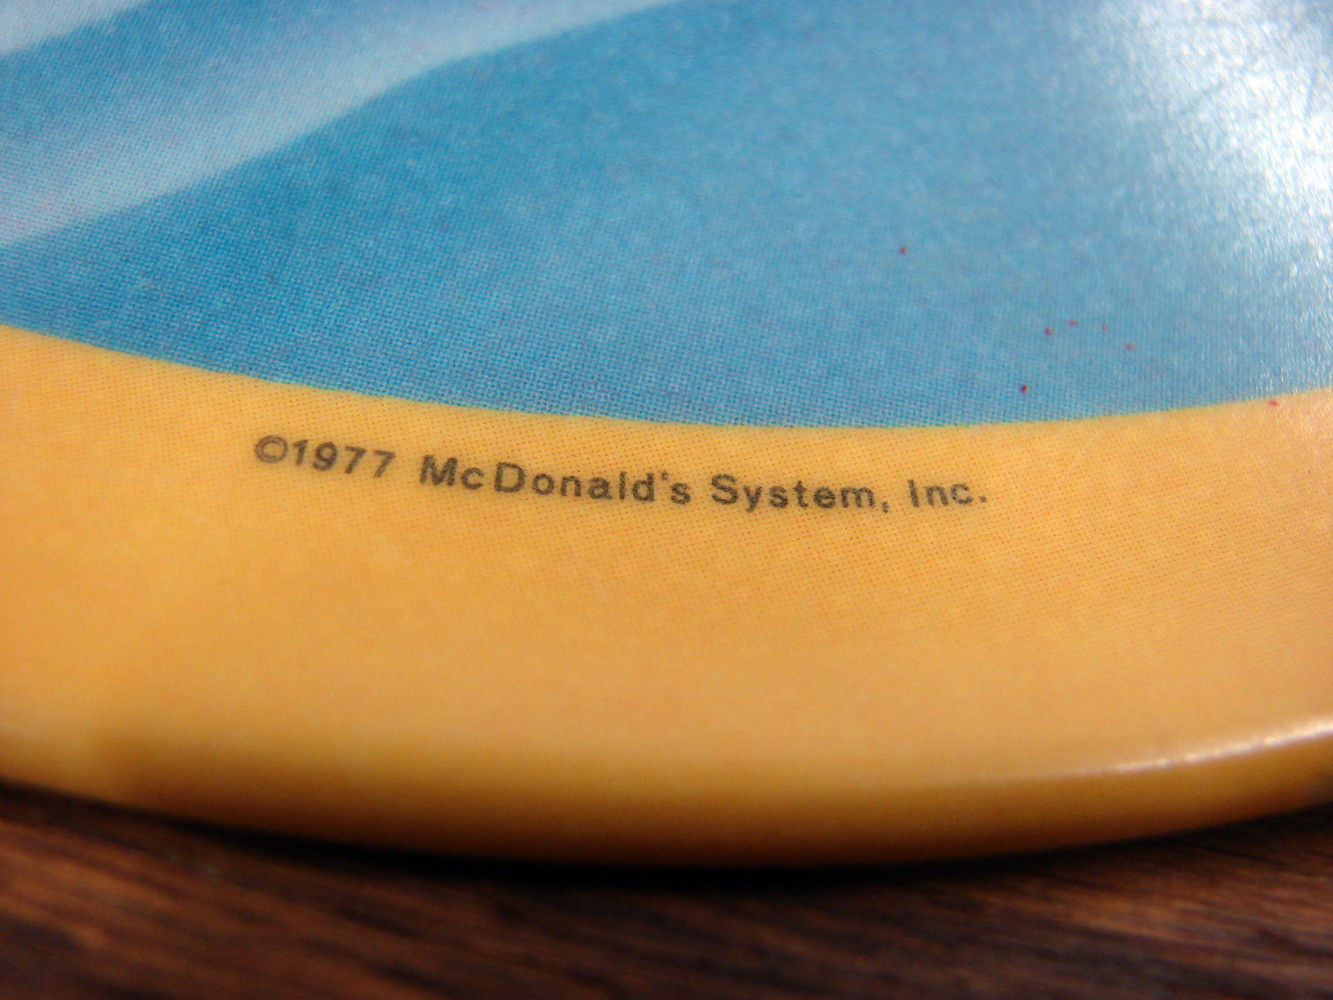 ©1977 McDonald's System, Inc.